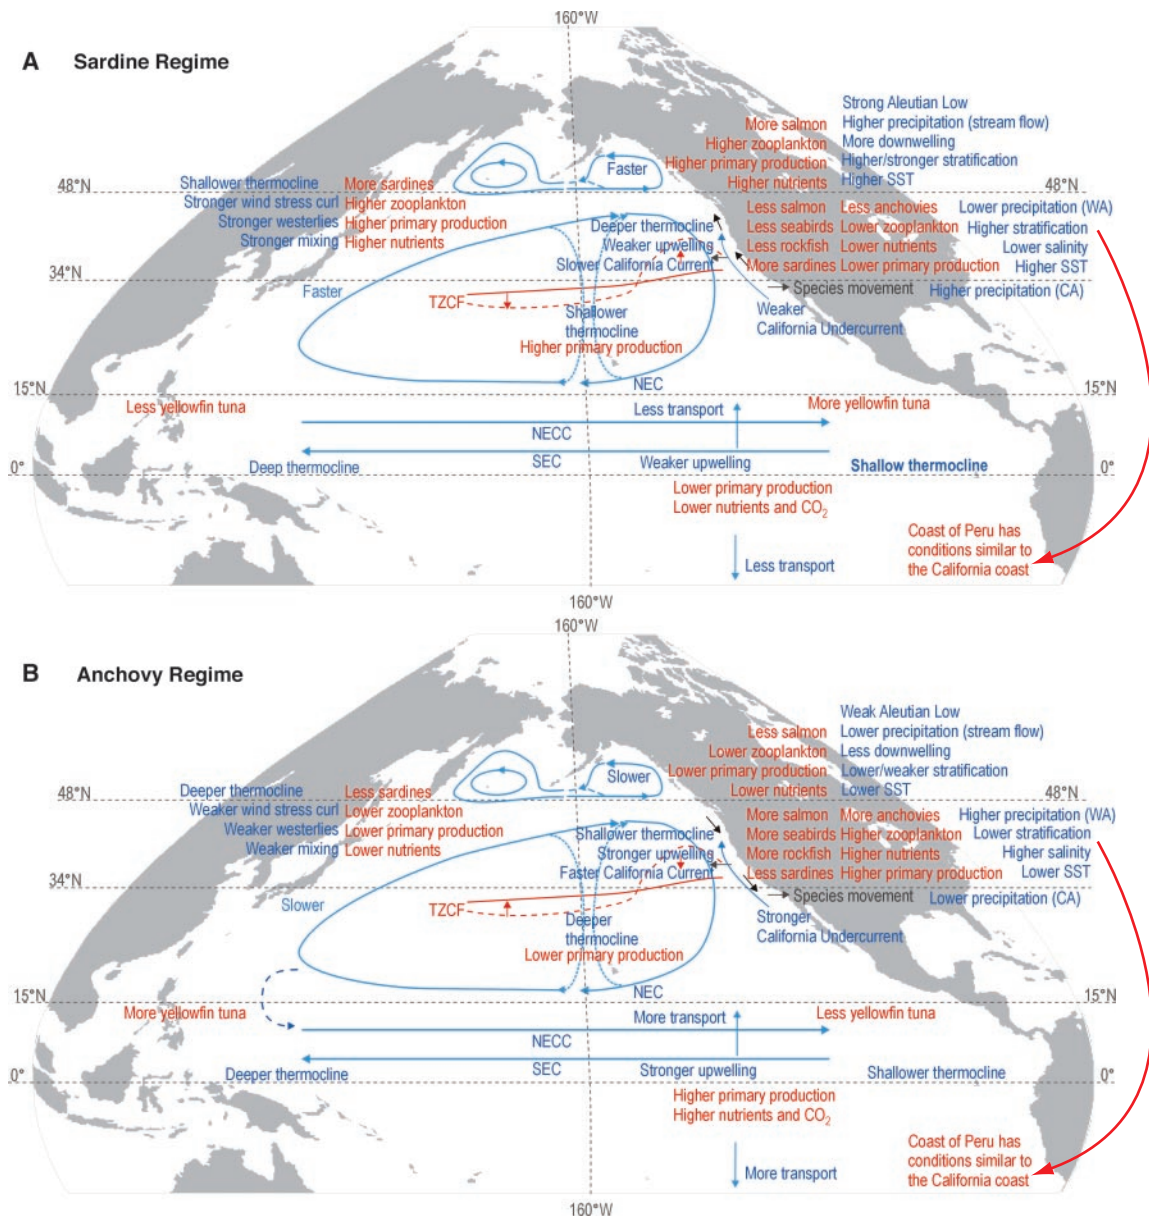 160°W
A Sardine Regime
Strong Aleutian Low
More salmon Higher precipitation (stream flow)
Higher zooplankton More downwelling
Higher primary production Higher/stronger stratification
Higher nutrients Higher SST
Faster
48°N
48°N
Shallower thermocline More sardines
Stronger wind stress curl Higher zooplankton
Stronger westerlies Higher primary production
Stronger mixing Higher nutrients
Deeper thermocline
Weaker upwelling
Slower California Current
Less salmon Less anchovies Lower precipitation (WA)
Less seabirds Lower zooplankton Higher stratification
Less rockfish Lower nutrients Lower salinity
More sardines Lower primary production Higher SST
34°N
34°N
Species movement Higher precipitation (CA)
Faster
TZCF
Shallower
thermocline
Higher primary production
Weaker
California Undercurrent
NEC
15°N
15°N
Less yellowfin tuna
Less transport
More yellowfin tuna
NECC
SEC
Deep thermocline
Weaker upwelling
Shallow thermocline
0°
0°
Lower primary production
Lower nutrients and CO₂
Coast of Peru has
conditions similar to
the California coast
Less transport
160°W
160°W
B Anchovy Regime
Weak Aleutian Low
Less salmon Lower precipitation (stream flow)
Lower zooplankton Less downwelling
Lower primary production Lower/weaker stratification
Lower nutrients Lower SST
Slower
48°N
48°N
Deeper thermocline Less sardines
Weaker wind stress curl Lower zooplankton
Weaker westerlies Lower primary production
Weaker mixing Lower nutrients
Shallower thermocline
Stronger upwelling
Faster California Current
More salmon More anchovies Higher precipitation (WA)
More seabirds Higher zooplankton Lower stratification
More rockfish Higher nutrients Higher salinity
Less sardines Higher primary production Lower SST
34°N
34°N
Species movement Lower precipitation (CA)
Slower
TZCF
Deeper
thermocline
Lower primary production
Stronger
California Undercurrent
NEC
15°N
15°N
More yellowfin tuna
More transport
Less yellowfin tuna
NECC
SEC
Deeper thermocline
Stronger upwelling
Shallower thermocline
0°
0°
Higher primary production
Higher nutrients and CO₂
Coast of Peru has
conditions similar to
the California coast
More transport
160°W